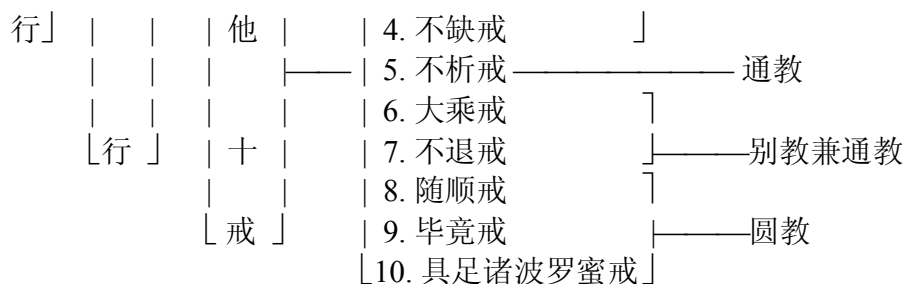 行 他 4. 不缺戒
5. 不析戒 通教
6. 大乘戒
行 十 7. 不退戒 别教兼通教
8. 随顺戒
戒 9. 毕竟戒 圆教
10. 具足诸波罗蜜戒